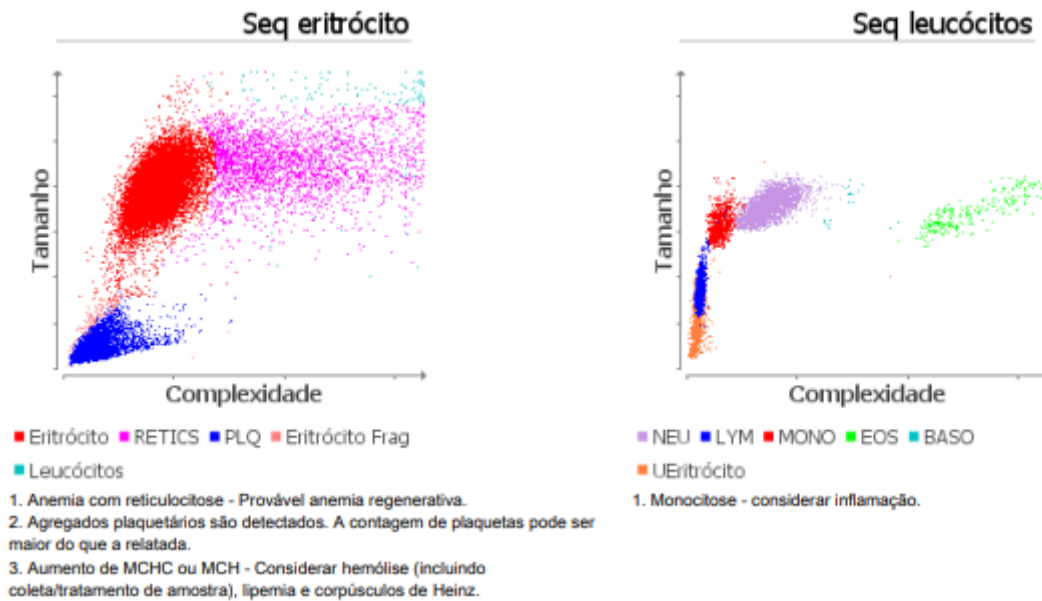 Seq eritrócito
Tamanho
Complexidade
Eritrócito RETICS PLQ Eritrócito Frag
Leucócitos
1. Anemia com reticulocitose - Provável anemia regenerativa.
2. Agregados plaquetários são detectados. A contagem de plaquetas pode ser
maior do que a relatada.
3. Aumento de MCHC ou MCH - Considerar hemólise (incluindo
coleta/tratamento de amostra), lipemia e corpúsculos de Heinz.
Seq leucócitos
Tamanho
Complexidade
NEU LYM MONO EOS BASO
UEritrócito
1. Monocitose - considerar inflamação.